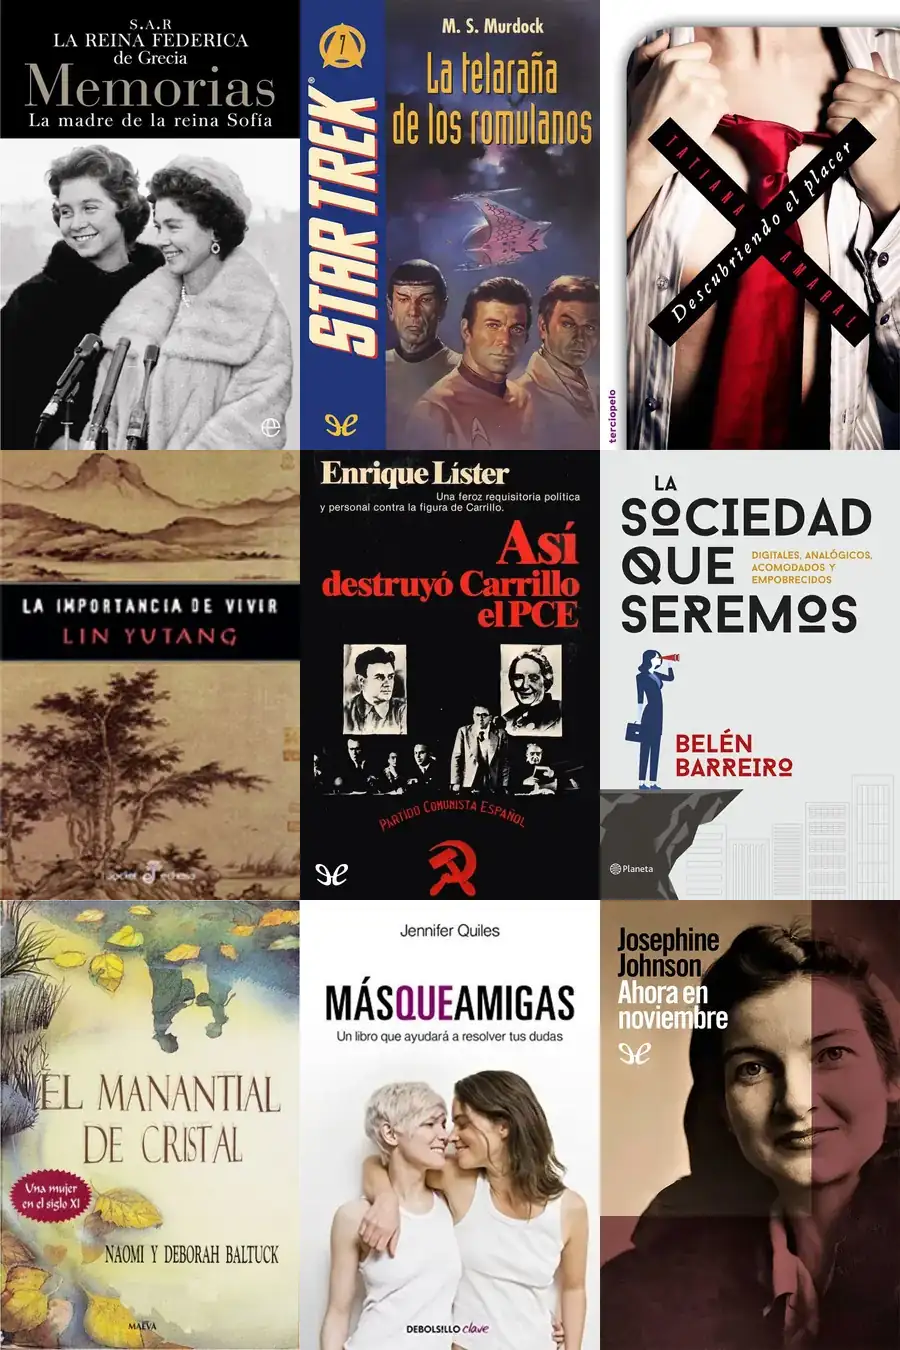 S.A.R
LA REINA FEDERICA
de Grecia
Memorias
La madre de la reina Sofía
e
STAR TREK®
7
M. S. Murdock
La telaraña
de los romulanos
TATIANA AMARAL
Descubriendo el placer
terciopelo
LA IMPORTANCIA DE VIVIR
LIN YUTANG
Enrique Líster
Una feroz requisitoria política
y personal contra la figura de Carrillo.
Así
destruyó Carrillo
el PCE
PARTIDO COMUNISTA ESPAÑOL
LA
SOCIEDAD
QUE
DIGITALES, ANALÓGICOS,
ACOMODADOS Y
EMPOBRECIDOS
SEREMOS
BELÉN
BARREIRO
Planeta
EL MANANTIAL
DE CRISTAL
Una mujer
en el siglo XI
NAOMI Y DEBORAH BALTUCK
MAEVA
Jennifer Quiles
MÁSQUEAMIGAS
Un libro que ayudará a resolver tus dudas
DEBOLSILLO clave
Josephine
Johnson
Ahora en
noviembre